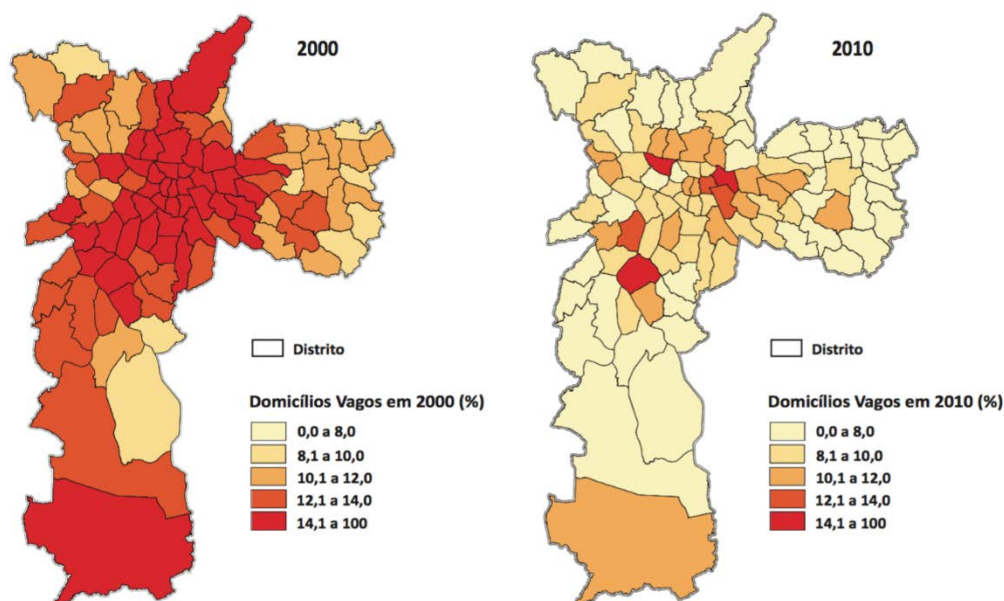 2000
Distrito
Domicílios Vagos em 2000 (%)
0,0 a 8,0
8,1 a 10,0
10,1 a 12,0
12,1 a 14,0
14,1 a 100
2010
Distrito
Domicílios Vagos em 2010 (%)
0,0 a 8,0
8,1 a 10,0
10,1 a 12,0
12,1 a 14,0
14,1 a 100